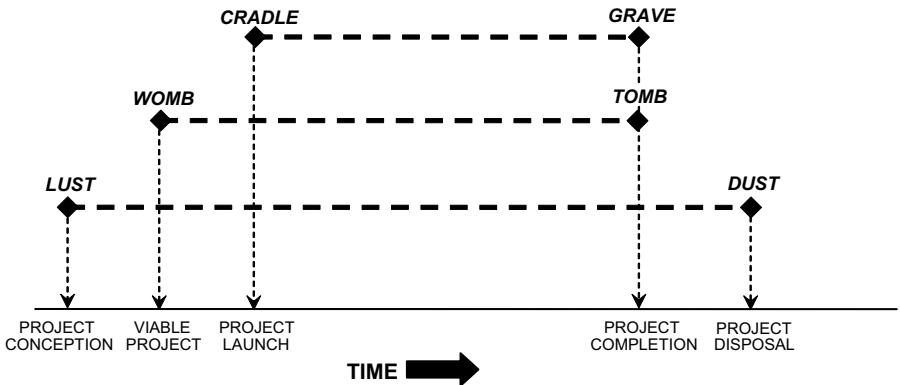 CRADLE
GRAVE
WOMB
TOMB
LUST
DUST
PROJECT
CONCEPTION
VIABLE
PROJECT
PROJECT
LAUNCH
PROJECT
COMPLETION
PROJECT
DISPOSAL
TIME